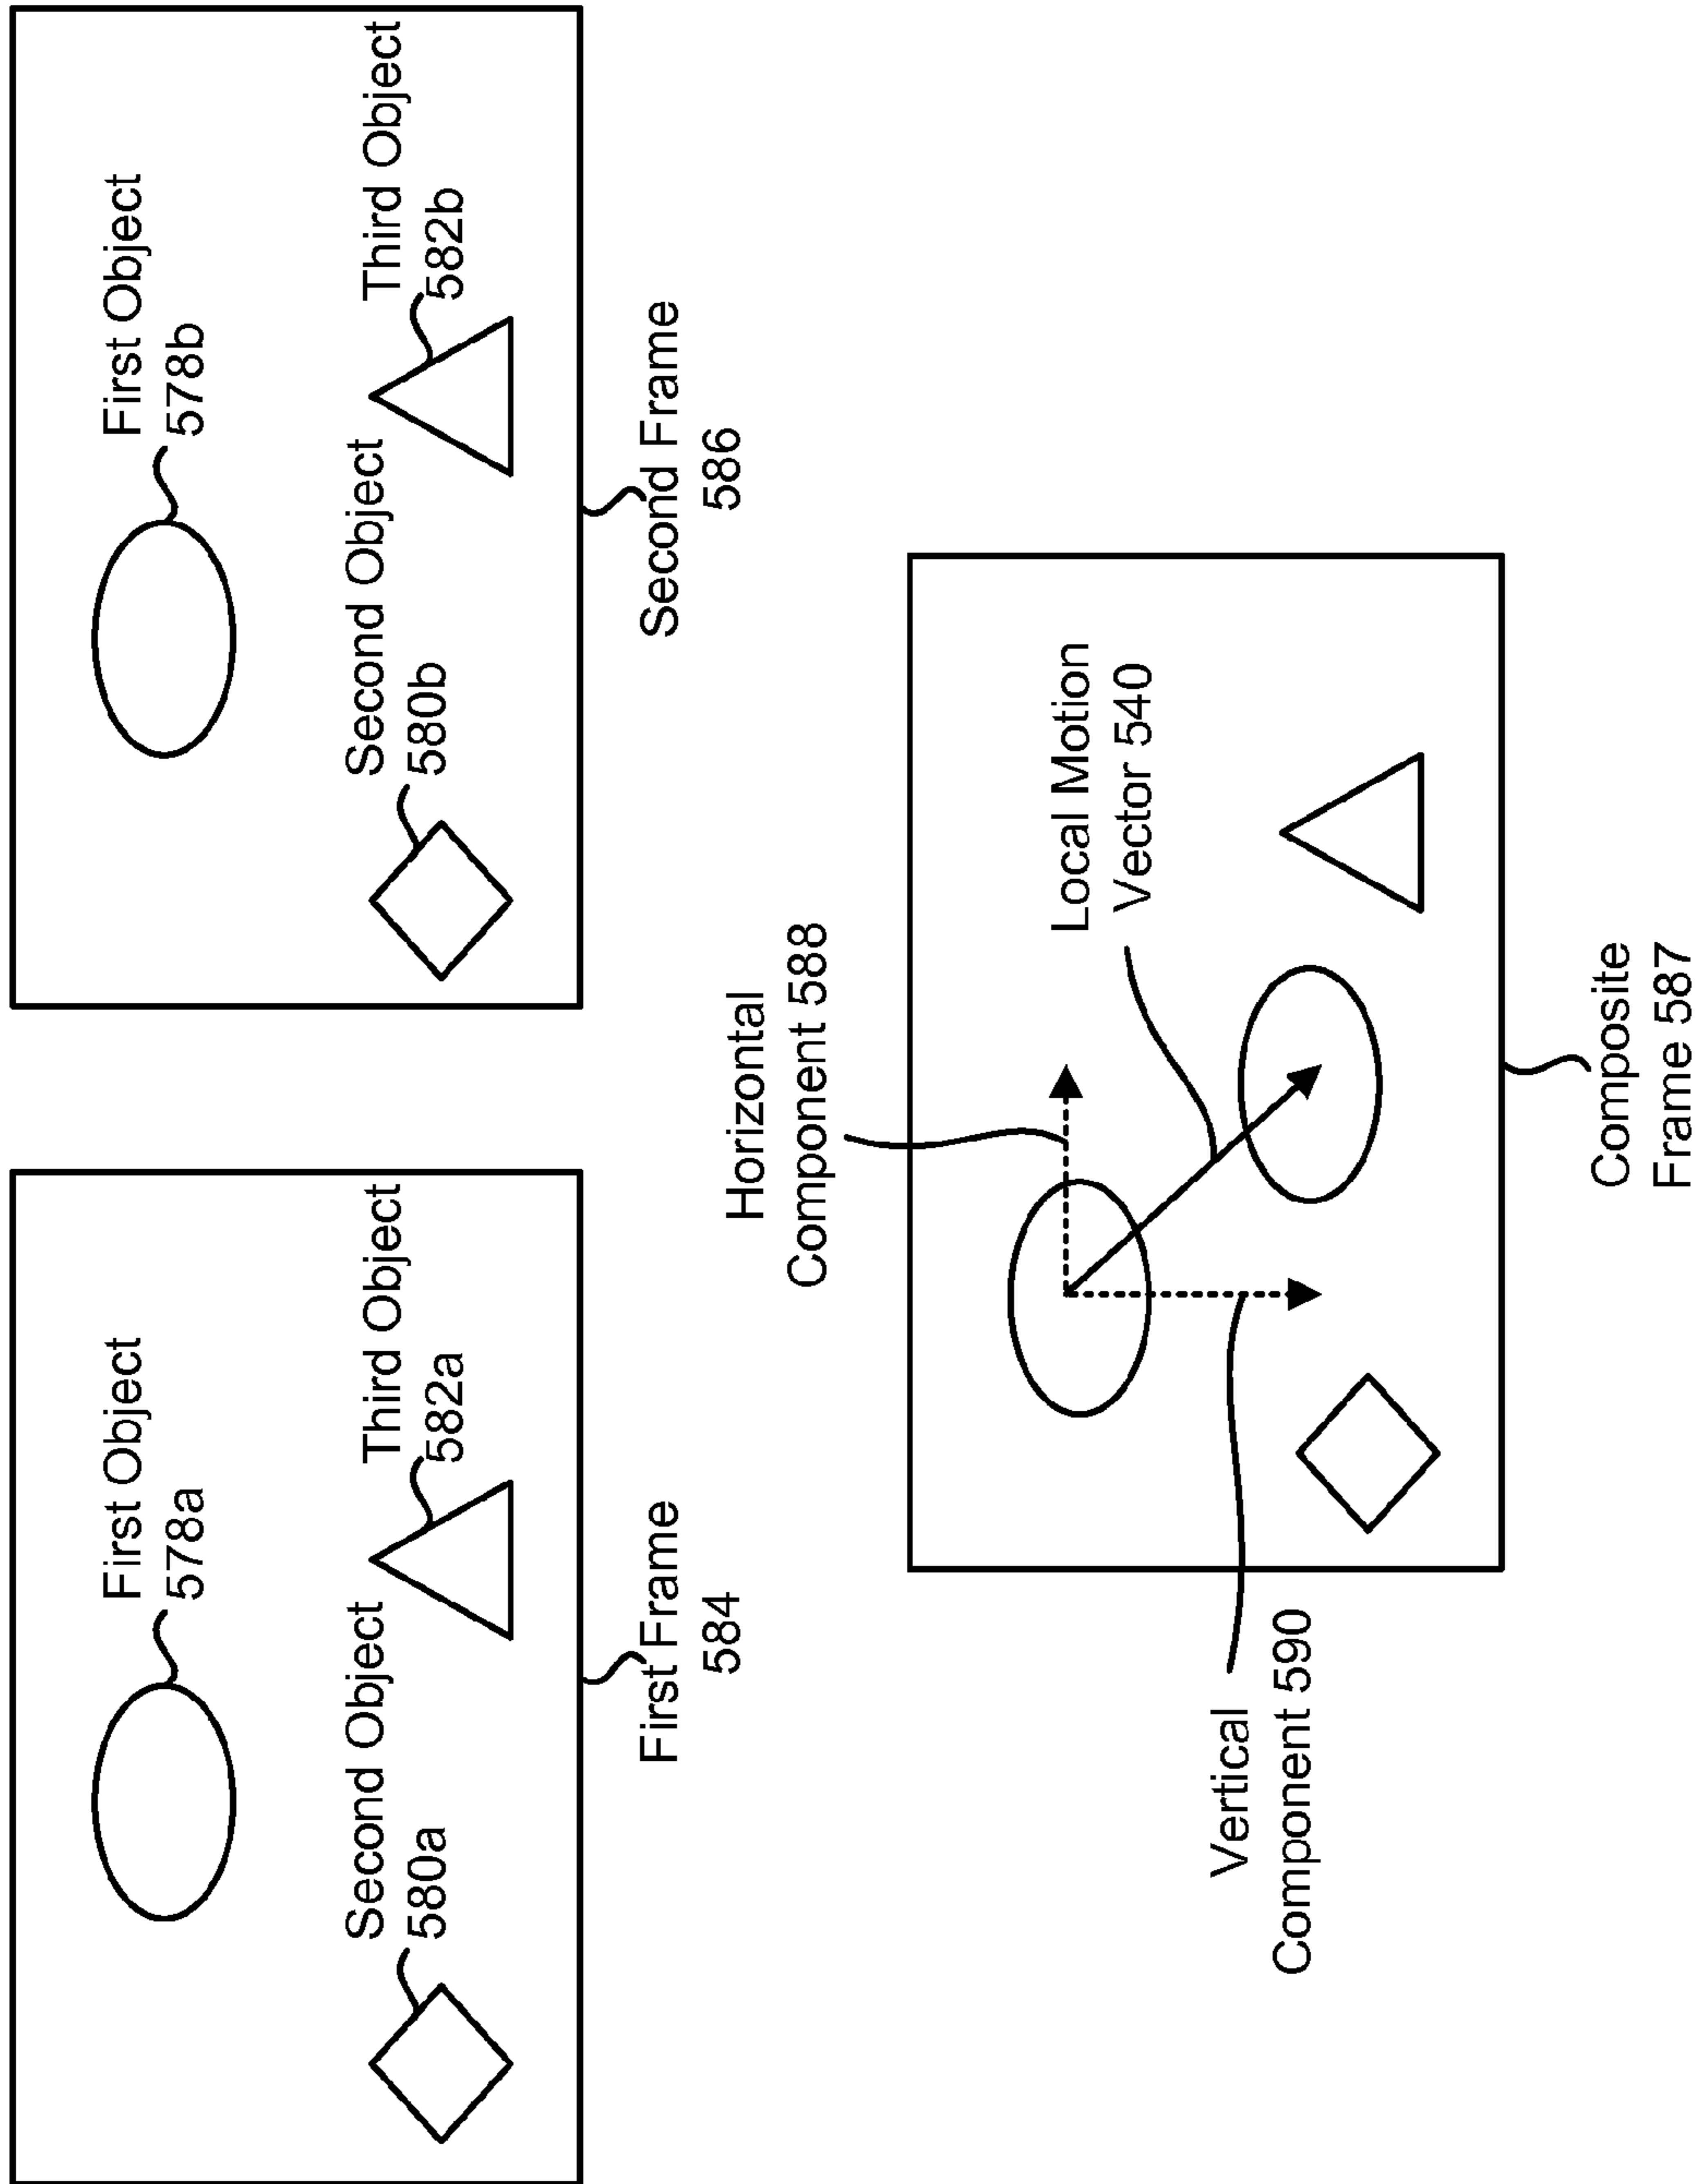 First Object
578a
Second Object
580a
Third Object
582a
First Frame
584
First Object
578b
Second Object
580b
Third Object
582b
Second Frame
586
Horizontal
Component 588
Local Motion
Vector 540
Vertical
Component 590
Composite
Frame 587